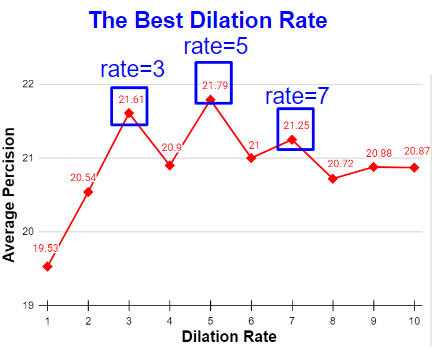 The Best Dilation Rate
rate=5
rate=3
rate=7
22
21
20
19
Average Percision
19.53
20.54
21.61
20.9
21.79
21
21.25
20.72
20.88
20.87
1 2 3 4 5 6 7 8 9 10
Dilation Rate